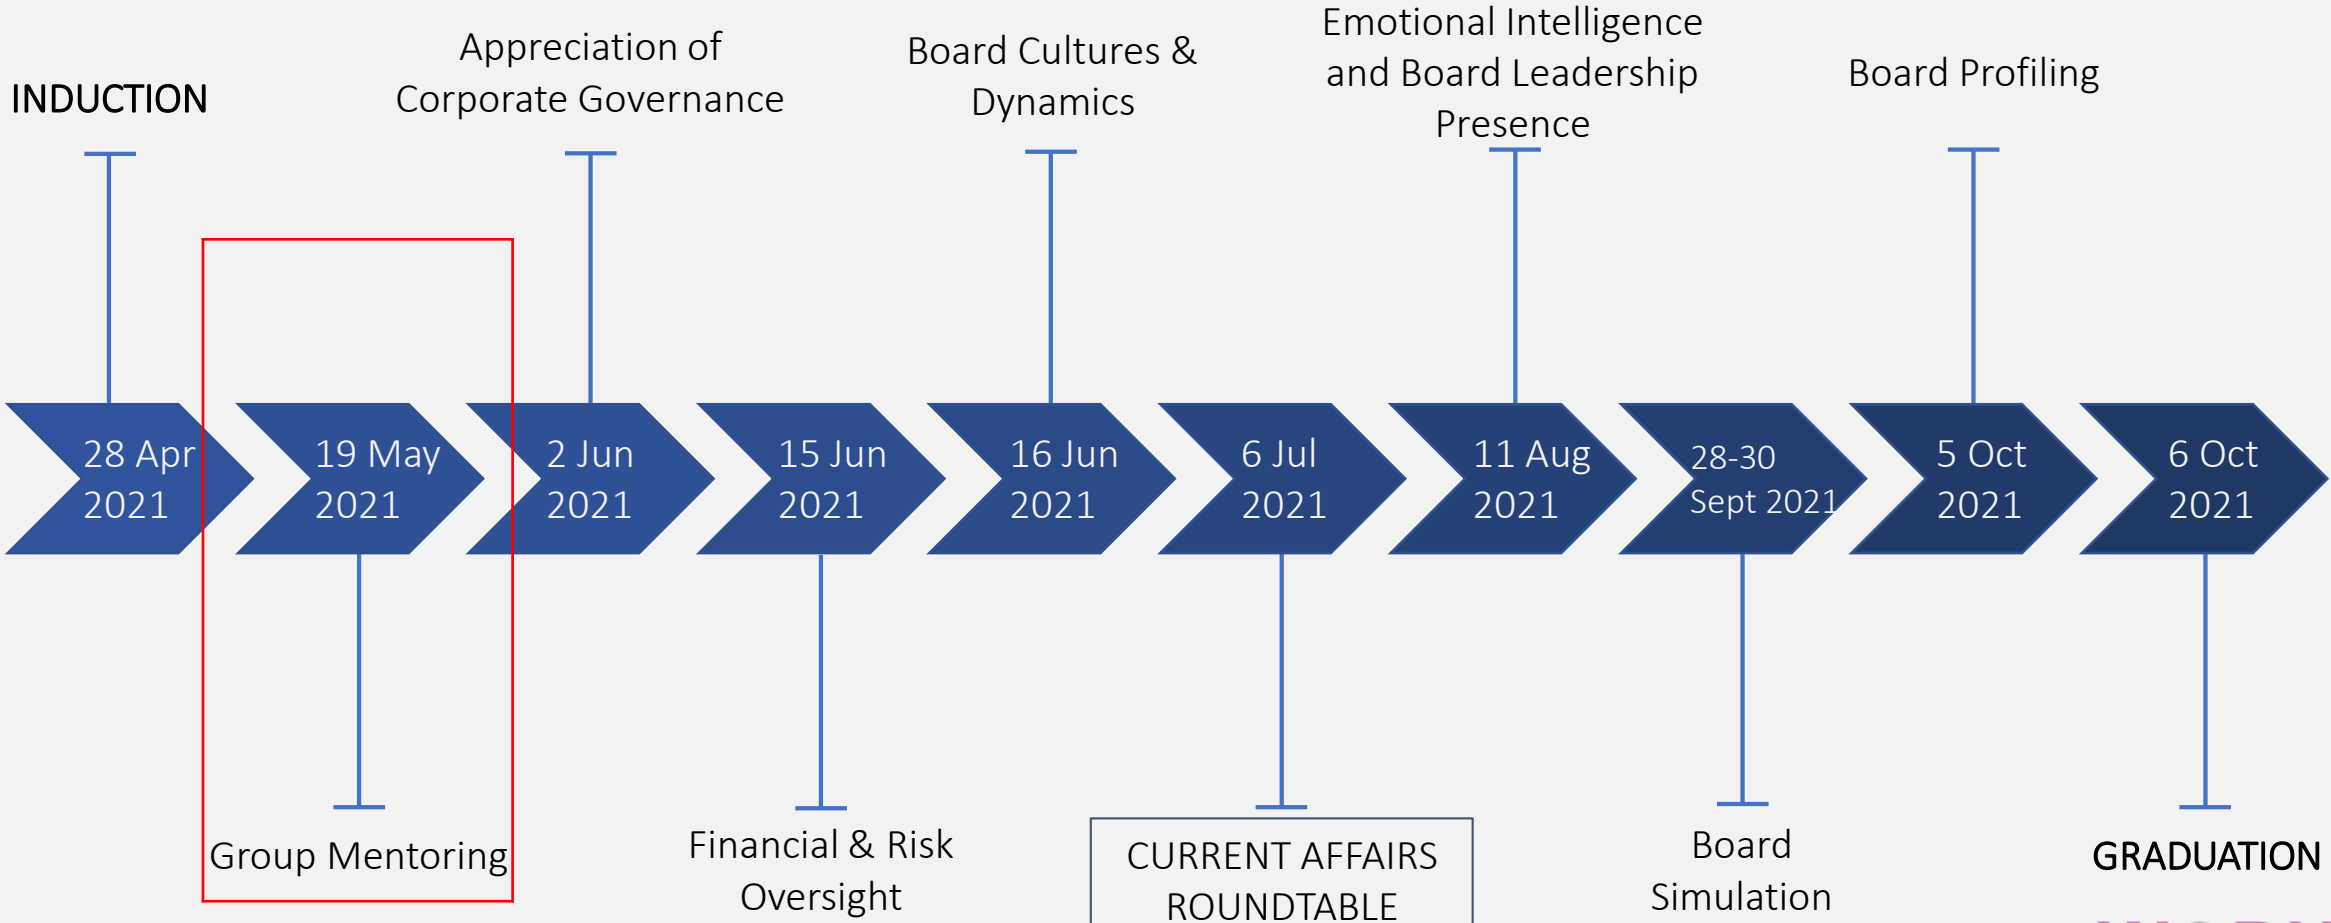 INDUCTION
Appreciation of
Corporate Governance
Board Cultures &
Dynamics
Emotional Intelligence
and Board Leadership
Presence
Board Profiling
28 Apr
2021
19 May
2021
2 Jun
2021
15 Jun
2021
16 Jun
2021
6 Jul
2021
11 Aug
2021
28-30
Sept 2021
5 Oct
2021
6 Oct
2021
Group Mentoring
Financial & Risk
Oversight
CURRENT AFFAIRS
ROUNDTABLE
Board
Simulation
GRADUATION